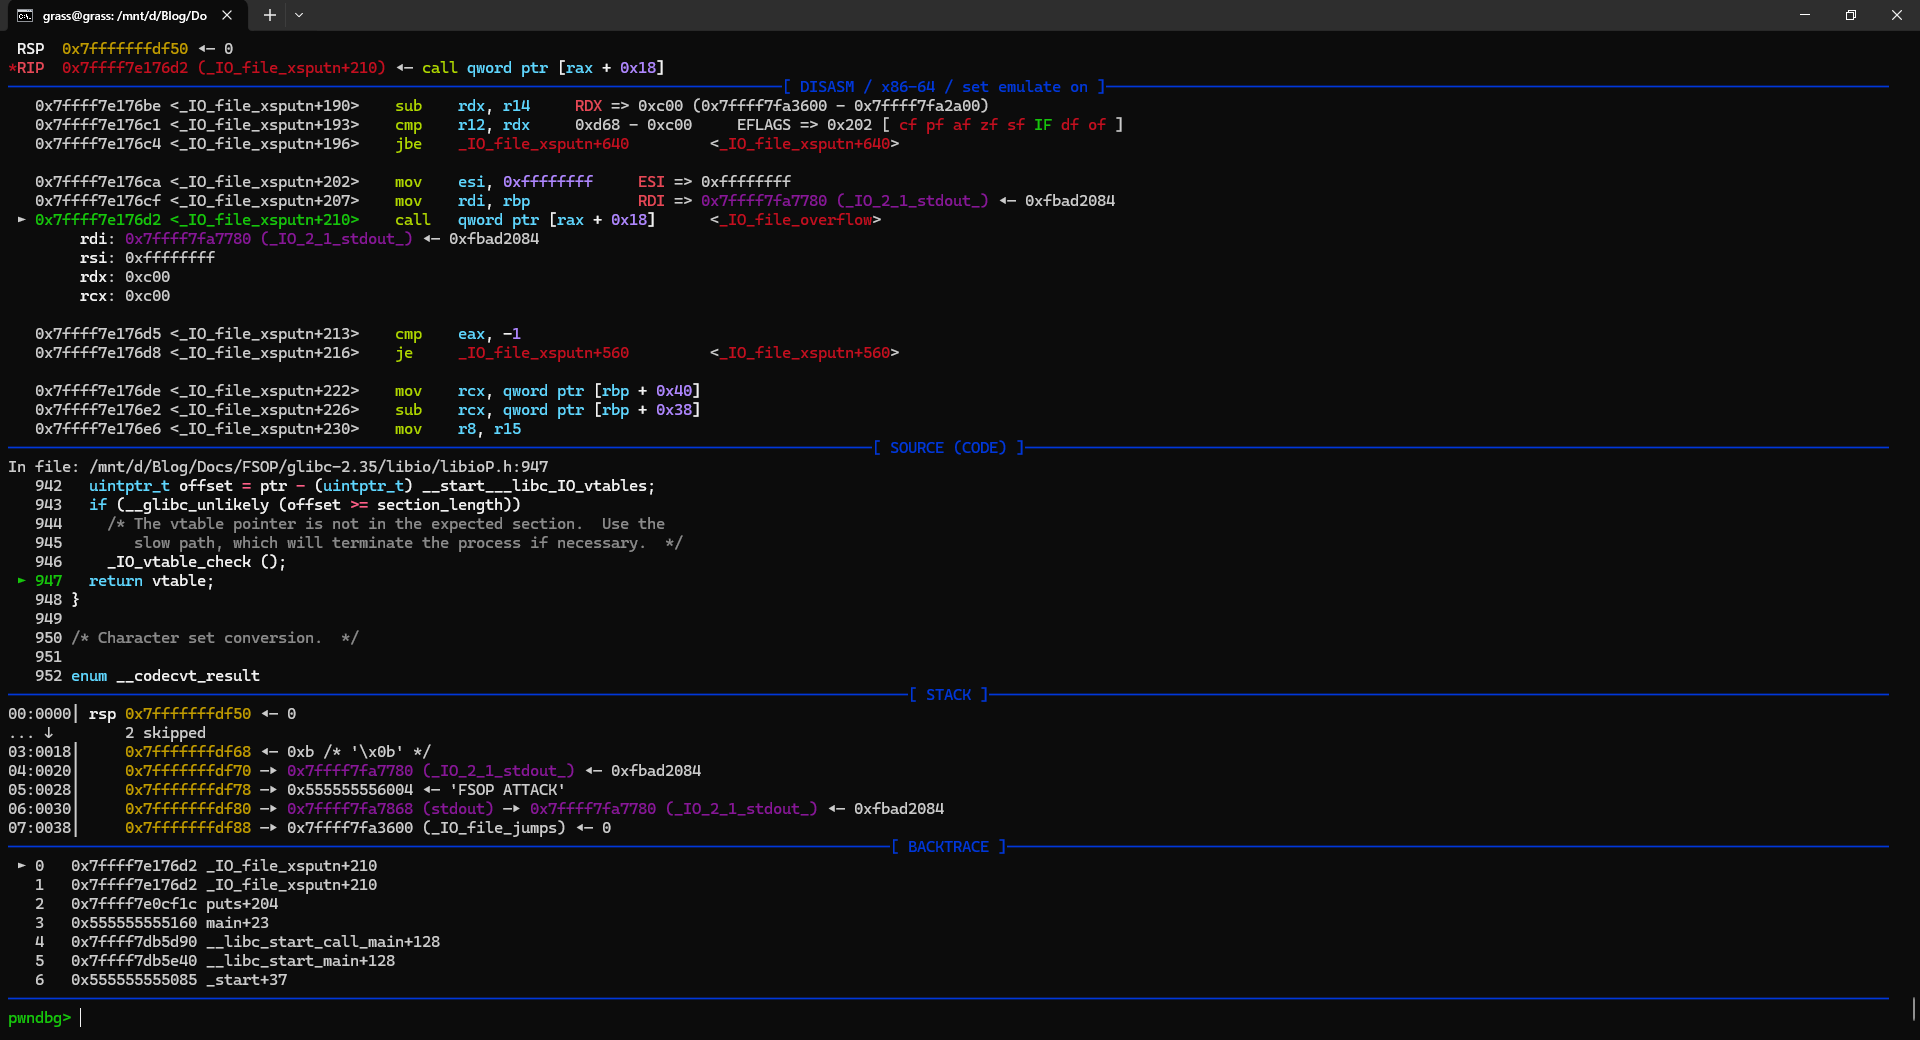 grass@grass: /mnt/d/Blog/Do
RSP  0x7fffffffdf50 ◂— 0
*RIP  0x7ffff7e176d2 (_IO_file_xsputn+210) ◂— call qword ptr [rax + 0x18]
[ DISASM / x86-64 / set emulate on ]
0x7ffff7e176be <_IO_file_xsputn+190>    sub    rdx, r14     RDX => 0xc00 (0x7ffff7fa3600 - 0x7ffff7fa2a00)
0x7ffff7e176c1 <_IO_file_xsputn+193>    cmp    r12, rdx     0xd68 - 0xc00     EFLAGS => 0x202 [ cf pf af zf sf IF df of ]
0x7ffff7e176c4 <_IO_file_xsputn+196>    jbe    _IO_file_xsputn+640         <_IO_file_xsputn+640>
0x7ffff7e176ca <_IO_file_xsputn+202>    mov    esi, 0xffffffff     ESI => 0xffffffff
0x7ffff7e176cf <_IO_file_xsputn+207>    mov    rdi, rbp            RDI => 0x7ffff7fa7780 (_IO_2_1_stdout_) ◂— 0xfbad2084
► 0x7ffff7e176d2 <_IO_file_xsputn+210>    call   qword ptr [rax + 0x18]      <_IO_file_overflow>
rdi: 0x7ffff7fa7780 (_IO_2_1_stdout_) ◂— 0xfbad2084
rsi: 0xffffffff
rdx: 0xc00
rcx: 0xc00
0x7ffff7e176d5 <_IO_file_xsputn+213>    cmp    eax, -1
0x7ffff7e176d8 <_IO_file_xsputn+216>    je     _IO_file_xsputn+560         <_IO_file_xsputn+560>
0x7ffff7e176de <_IO_file_xsputn+222>    mov    rcx, qword ptr [rbp + 0x40]
0x7ffff7e176e2 <_IO_file_xsputn+226>    sub    rcx, qword ptr [rbp + 0x38]
0x7ffff7e176e6 <_IO_file_xsputn+230>    mov    r8, r15
[ SOURCE (CODE) ]
In file: /mnt/d/Blog/Docs/FSOP/glibc-2.35/libio/libioP.h:947
942   uintptr_t offset = ptr - (uintptr_t) __start___libc_IO_vtables;
943   if (__glibc_unlikely (offset >= section_length))
944     /* The vtable pointer is not in the expected section.  Use the
945        slow path, which will terminate the process if necessary.  */
946     _IO_vtable_check ();
► 947   return vtable;
948 }
949
950 /* Character set conversion.  */
951
952 enum __codecvt_result
[ STACK ]
00:0000│ rsp 0x7fffffffdf50 ◂— 0
... ↓        2 skipped
03:0018│     0x7fffffffdf68 ◂— 0xb /* '\x0b' */
04:0020│     0x7fffffffdf70 —▸ 0x7ffff7fa7780 (_IO_2_1_stdout_) ◂— 0xfbad2084
05:0028│     0x7fffffffdf78 —▸ 0x555555556004 ◂— 'FSOP ATTACK'
06:0030│     0x7fffffffdf80 —▸ 0x7ffff7fa7868 (stdout) —▸ 0x7ffff7fa7780 (_IO_2_1_stdout_) ◂— 0xfbad2084
07:0038│     0x7fffffffdf88 —▸ 0x7ffff7fa3600 (_IO_file_jumps) ◂— 0
[ BACKTRACE ]
► 0   0x7ffff7e176d2 _IO_file_xsputn+210
1   0x7ffff7e176d2 _IO_file_xsputn+210
2   0x7ffff7e0cf1c puts+204
3   0x555555555160 main+23
4   0x7ffff7db5d90 __libc_start_call_main+128
5   0x7ffff7db5e40 __libc_start_main+128
6   0x555555555085 _start+37
pwndbg>